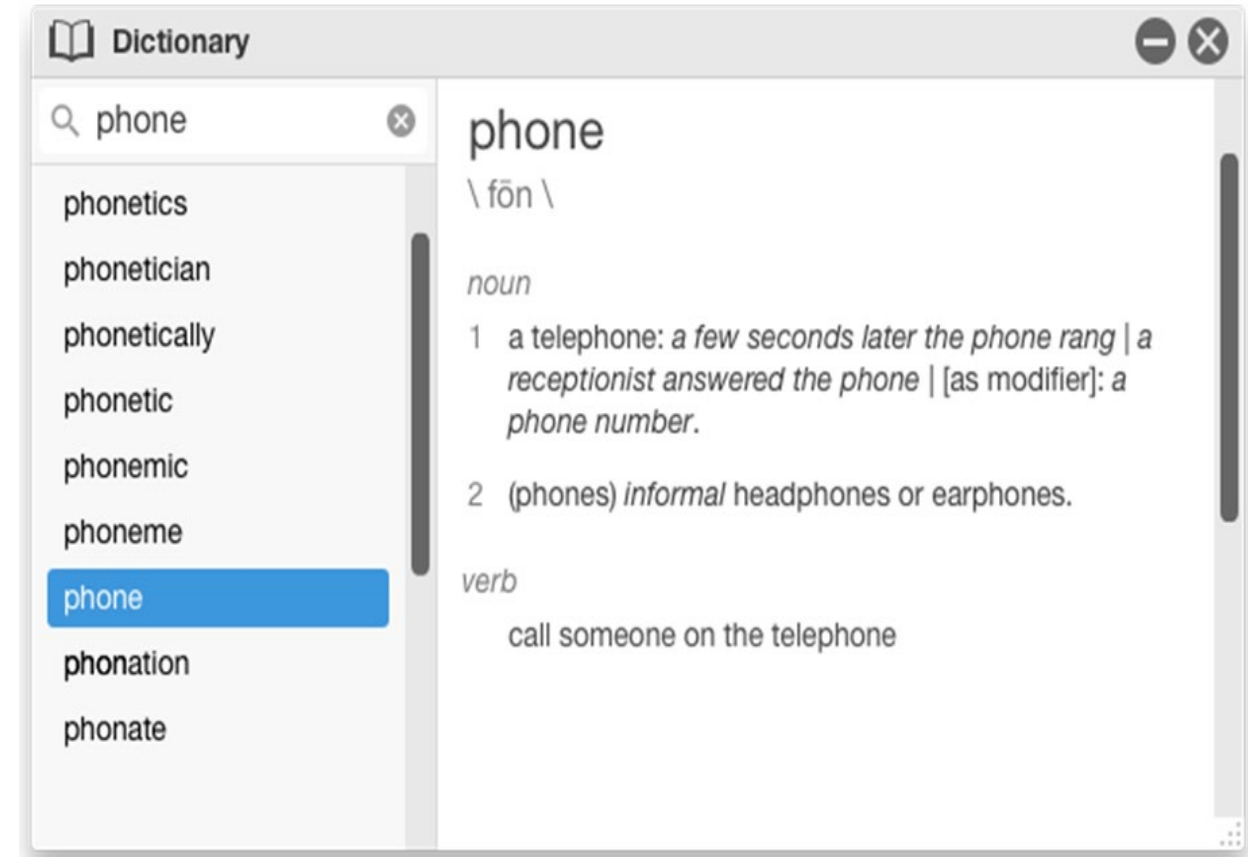 Dictionary
phone
phonetics
phonetician
phonetically
phonetic
phonemic
phoneme
phone
phonation
phonate
phone
\ fōn \
noun
1 a telephone: a few seconds later the phone rang | a
receptionist answered the phone | [as modifier]: a
phone number.
2 (phones) informal headphones or earphones.
verb
call someone on the telephone